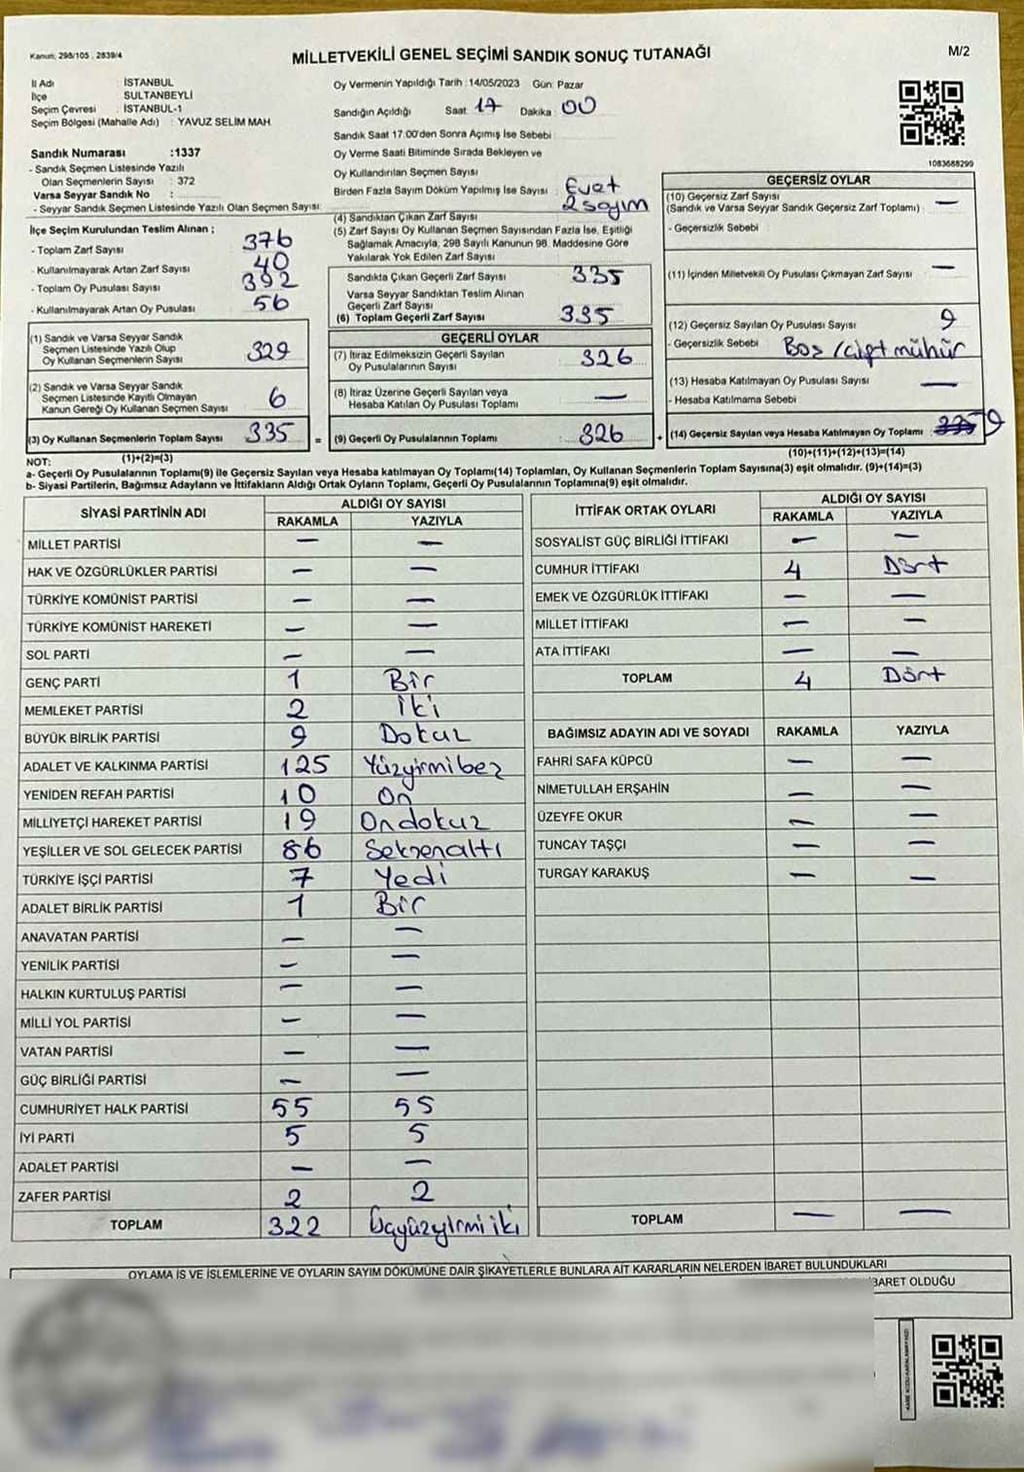 Kanun: 298/105 , 2839/4
MİLLETVEKİLİ GENEL SEÇİMİ SANDIK SONUÇ TUTANAĞI
M/2
İl Adı : İSTANBUL
İlçe : SULTANBEYLİ
Seçim Çevresi : İSTANBUL-1
Seçim Bölgesi (Mahalle Adı) : YAVUZ SELİM MAH.
Sandık Numarası :1337
- Sandık Seçmen Listesinde Yazılı
Olan Seçmenlerin Sayısı : 372
Varsa Seyyar Sandık No :
- Seyyar Sandık Seçmen Listesinde Yazılı Olan Seçmen Sayısı:
İlçe Seçim Kurulundan Teslim Alınan ;
- Toplam Zarf Sayısı 376
- Kullanılmayarak Artan Zarf Sayısı 40
- Toplam Oy Pusulası Sayısı 392
- Kullanılmayarak Artan Oy Pusulası 56
(1) Sandık ve Varsa Seyyar Sandık
Seçmen Listesinde Yazılı Olup
Oy Kullanan Seçmenlerin Sayısı 329
(2) Sandık ve Varsa Seyyar Sandık
Seçmen Listesinde Kayıtlı Olmayan
Kanun Gereği Oy Kullanan Seçmen Sayısı 6
(3) Oy Kullanan Seçmenlerin Toplam Sayısı 335
(1)+(2)=(3)
Oy Vermenin Yapıldığı Tarih : 14/05/2023 Gün: Pazar
Sandığın Açıldığı Saat: 17 Dakika : 00
Sandık Saat 17:00'den Sonra Açımış İse Sebebi :
Oy Verme Saati Bitiminde Sırada Bekleyen ve
Oy Kullandırılan Seçmen Sayısı :
Birden Fazla Sayım Döküm Yapılmış İse Sayısı : Evet
2 sayım
(4) Sandıktan Çıkan Zarf Sayısı
(5) Zarf Sayısı Oy Kullanan Seçmen Sayısından Fazla İse, Eşitliği
Sağlamak Amacıyla, 298 Sayılı Kanunun 98. Maddesine Göre
Yakılarak Yok Edilen Zarf Sayısı
Sandıkta Çıkan Geçerli Zarf Sayısı : 335
Varsa Seyyar Sandıktan Teslim Alınan
Geçerli Zarf Sayısı
(6) Toplam Geçerli Zarf Sayısı : 335
GEÇERLİ OYLAR
(7) İtiraz Edilmeksizin Geçerli Sayılan
Oy Pusulalarının Sayısı : 326
(8) İtiraz Üzerine Geçerli Sayılan veya
Hesaba Katılan Oy Pusulası Toplamı : —
= (9) Geçerli Oy Pusulalarının Toplamı : 326
1083688299
GEÇERSİZ OYLAR
(10) Geçersiz Zarf Sayısı
(Sandık ve Varsa Seyyar Sandık Geçersiz Zarf Toplamı) : —
- Geçersizlik Sebebi :
(11) İçinden Milletvekili Oy Pusulası Çıkmayan Zarf Sayısı : —
(12) Geçersiz Sayılan Oy Pusulası Sayısı : 9
- Geçersizlik Sebebi : Boş / çift mühür
(13) Hesaba Katılmayan Oy Pusulası Sayısı : —
- Hesaba Katılmama Sebebi :
+ (14) Geçersiz Sayılan veya Hesaba Katılmayan Oy Toplamı : 9
(10)+(11)+(12)+(13)=(14)
NOT:
a- Geçerli Oy Pusulalarının Toplamı(9) ile Geçersiz Sayılan veya Hesaba katılmayan Oy Toplamı(14) Toplamları, Oy Kullanan Seçmenlerin Toplam Sayısına(3) eşit olmalıdır. (9)+(14)=(3)
b- Siyasi Partilerin, Bağımsız Adayların ve İttifakların Aldığı Ortak Oyların Toplamı, Geçerli Oy Pusulalarının Toplamına(9) eşit olmalıdır.
SİYASİ PARTİNİN ADI ALDIĞI OY SAYISI
RAKAMLA YAZIYLA
MİLLET PARTİSİ — —
HAK VE ÖZGÜRLÜKLER PARTİSİ — —
TÜRKİYE KOMÜNİST PARTİSİ — —
TÜRKİYE KOMÜNİST HAREKETİ — —
SOL PARTİ — —
GENÇ PARTİ 1 Bir
MEMLEKET PARTİSİ 2 İki
BÜYÜK BİRLİK PARTİSİ 9 Dokuz
ADALET VE KALKINMA PARTİSİ 125 Yüzyirmibeş
YENİDEN REFAH PARTİSİ 10 On
MİLLİYETÇİ HAREKET PARTİSİ 19 Ondokuz
YEŞİLLER VE SOL GELECEK PARTİSİ 86 Seksenaltı
TÜRKİYE İŞÇİ PARTİSİ 7 Yedi
ADALET BİRLİK PARTİSİ 1 Bir
ANAVATAN PARTİSİ — —
YENİLİK PARTİSİ — —
HALKIN KURTULUŞ PARTİSİ — —
MİLLİ YOL PARTİSİ — —
VATAN PARTİSİ — —
GÜÇ BİRLİĞİ PARTİSİ — —
CUMHURİYET HALK PARTİSİ 55 55
İYİ PARTİ 5 5
ADALET PARTİSİ — —
ZAFER PARTİSİ 2 2
TOPLAM 322 Üçyüzyirmi iki
İTTİFAK ORTAK OYLARI ALDIĞI OY SAYISI
RAKAMLA YAZIYLA
SOSYALİST GÜÇ BİRLİĞİ İTTİFAKI — —
CUMHUR İTTİFAKI 4 Dört
EMEK VE ÖZGÜRLÜK İTTİFAKI — —
MİLLET İTTİFAKI — —
ATA İTTİFAKI — —
TOPLAM 4 Dört
BAĞIMSIZ ADAYIN ADI VE SOYADI RAKAMLA YAZIYLA
FAHRİ SAFA KÜPCÜ — —
NİMETULLAH ERŞAHİN — —
ÜZEYFE OKUR — —
TUNCAY TAŞÇI — —
TURGAY KARAKUŞ — —
TOPLAM — —
OYLAMA İŞ VE İŞLEMLERİNE VE OYLARIN SAYIM DÖKÜMÜNE DAİR ŞİKAYETLERLE BUNLARA AİT KARARLARIN NELERDEN İBARET BULUNDUKLARI
İBARET OLDUĞU